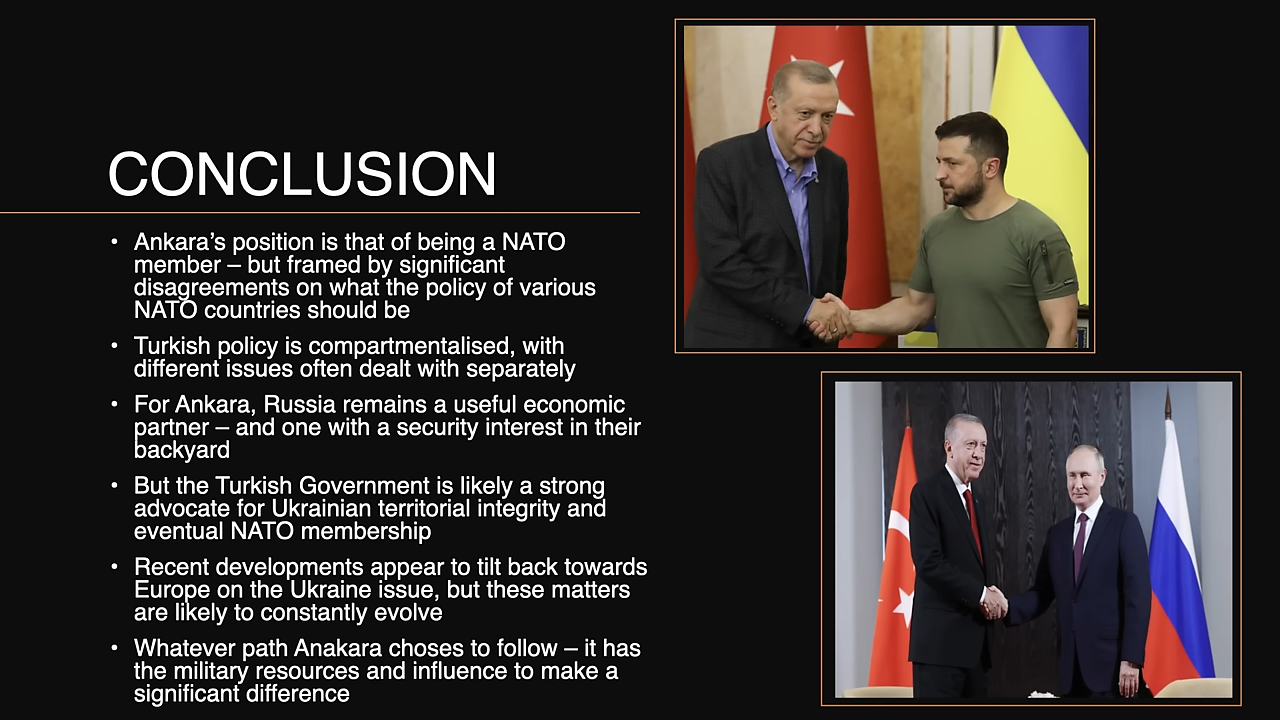 CONCLUSION
• Ankara’s position is that of being a NATO
member – but framed by significant
disagreements on what the policy of various
NATO countries should be
• Turkish policy is compartmentalised, with
different issues often dealt with separately
• For Ankara, Russia remains a useful economic
partner – and one with a security interest in their
backyard
• But the Turkish Government is likely a strong
advocate for Ukrainian territorial integrity and
eventual NATO membership
• Recent developments appear to tilt back towards
Europe on the Ukraine issue, but these matters
are likely to constantly evolve
• Whatever path Anakara choses to follow – it has
the military resources and influence to make a
significant difference